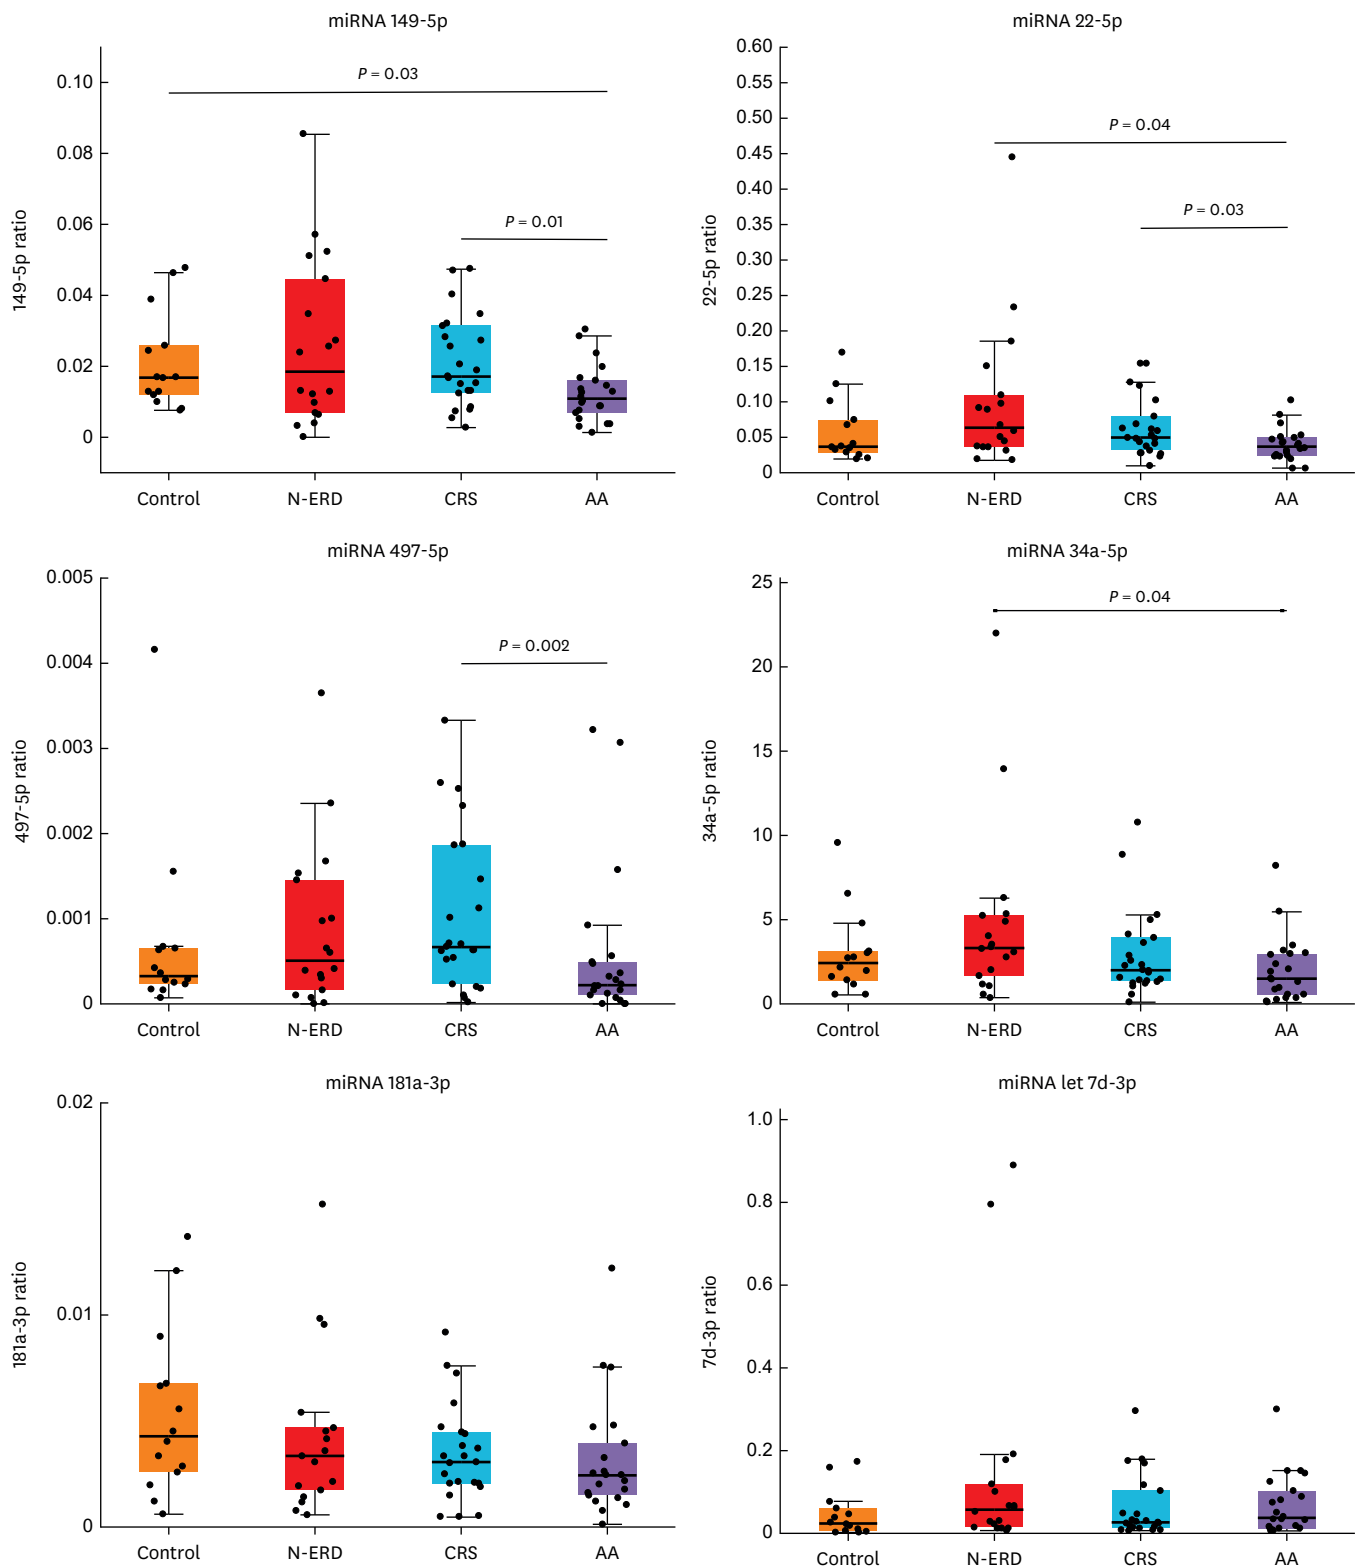 miRNA 149-5p
149-5p ratio
0.10
0.08
0.06
0.04
0.02
0
P = 0.03
P = 0.01
Control N-ERD CRS AA
miRNA 22-5p
22-5p ratio
0.60
0.55
0.50
0.45
0.40
0.35
0.30
0.25
0.20
0.15
0.10
0.05
0
P = 0.04
P = 0.03
Control N-ERD CRS AA
miRNA 497-5p
497-5p ratio
0.005
0.004
0.003
0.002
0.001
0
P = 0.002
Control N-ERD CRS AA
miRNA 34a-5p
34a-5p ratio
25
20
15
10
5
0
P = 0.04
Control N-ERD CRS AA
miRNA 181a-3p
181a-3p ratio
0.02
0.01
0
Control N-ERD CRS AA
miRNA let 7d-3p
7d-3p ratio
1.0
0.8
0.6
0.4
0.2
0
Control N-ERD CRS AA